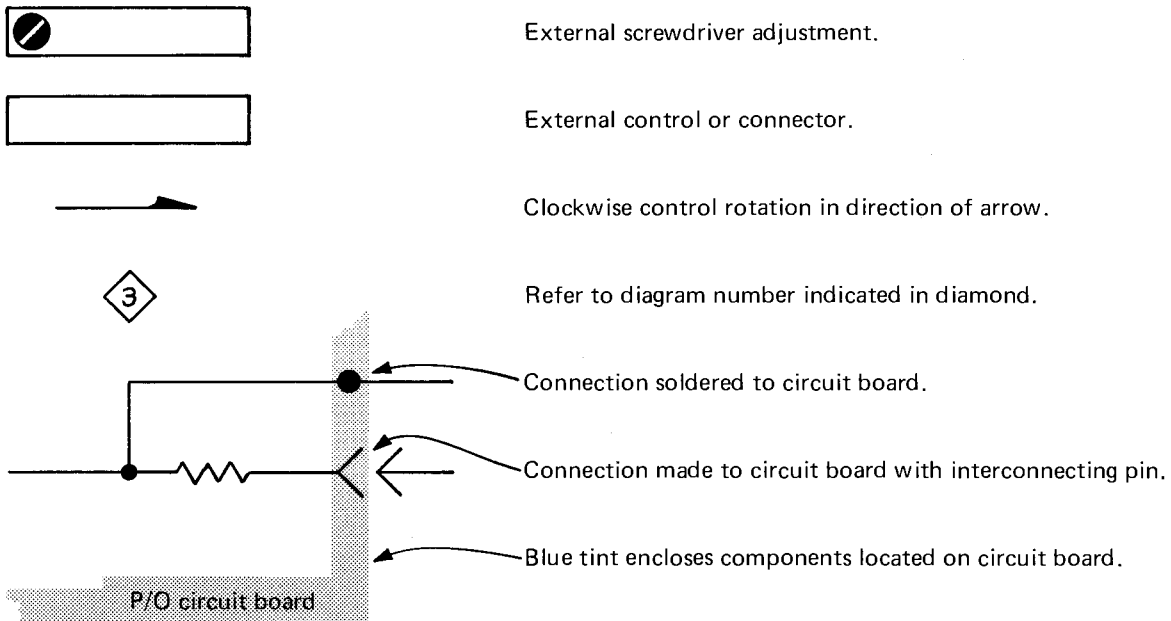 External screwdriver adjustment.
External control or connector.
Clockwise control rotation in direction of arrow.
3
Refer to diagram number indicated in diamond.
Connection soldered to circuit board.
Connection made to circuit board with interconnecting pin.
Blue tint encloses components located on circuit board.
P/O circuit board